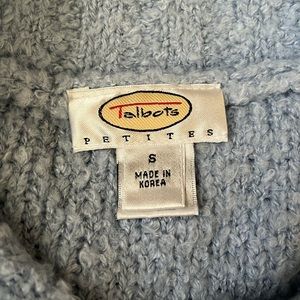 Talbots
PETITES
S
MADE IN
KOREA